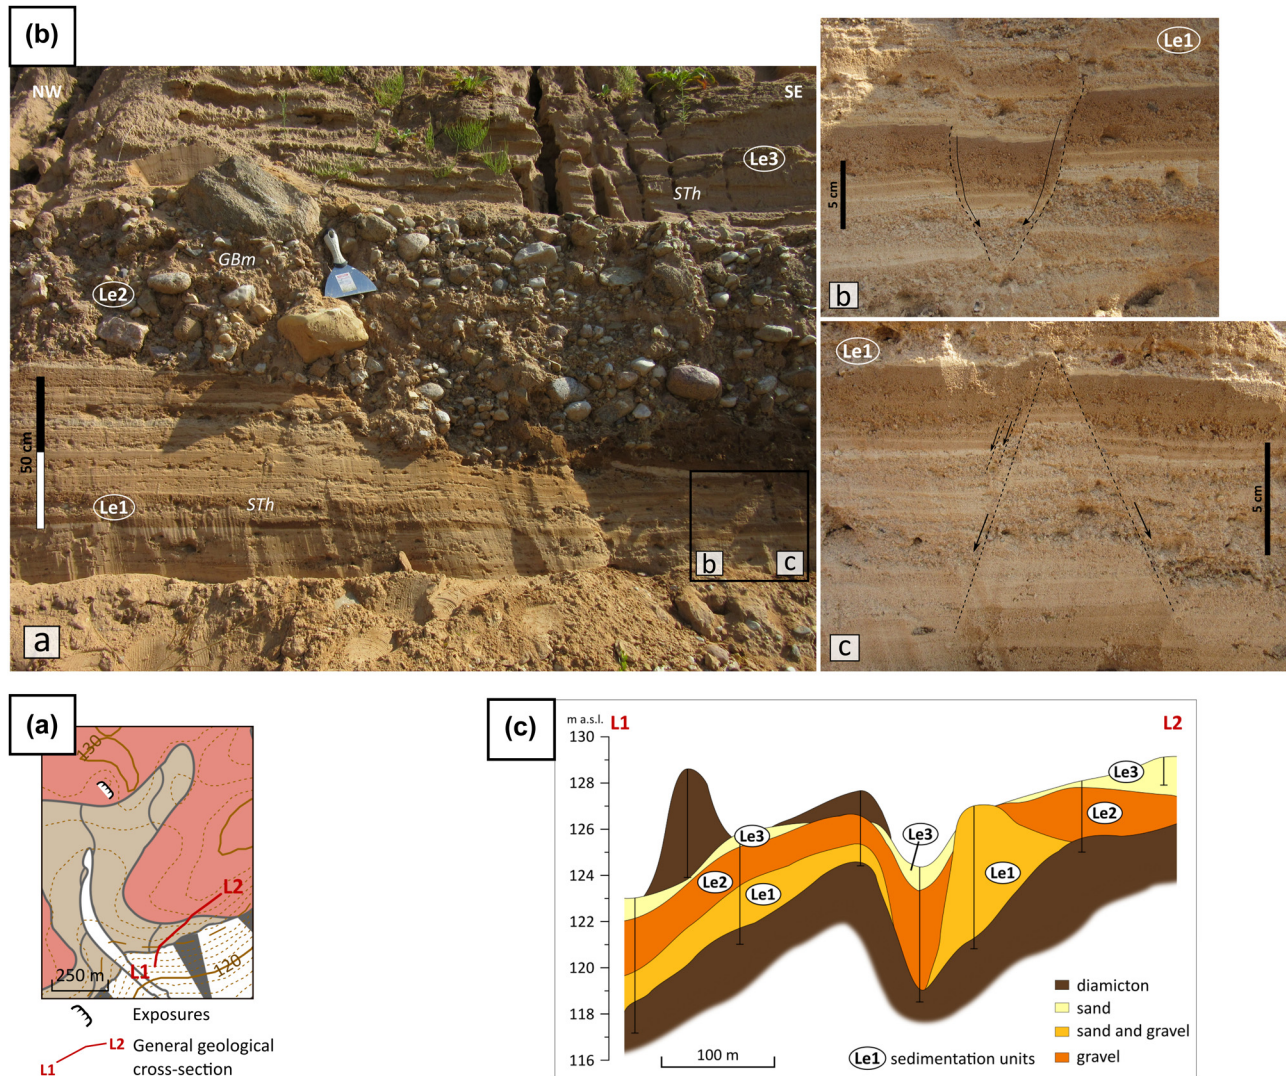 (b)
NW
SE
Le3
STh
GBm
Le2
50 cm
Le1
STh
b
c
a
Le1
5 cm
b
Le1
5 cm
c
(a)
130
L2
L1
120
250 m
Exposures
L1
L2 General geological
cross-section
(c)
m a.s.l.
L1
L2
130
128
126
124
122
120
118
116
Le3
Le2
Le1
Le3
Le1
Le3
Le2
100 m
diamicton
sand
sand and gravel
gravel
Le1 sedimentation units